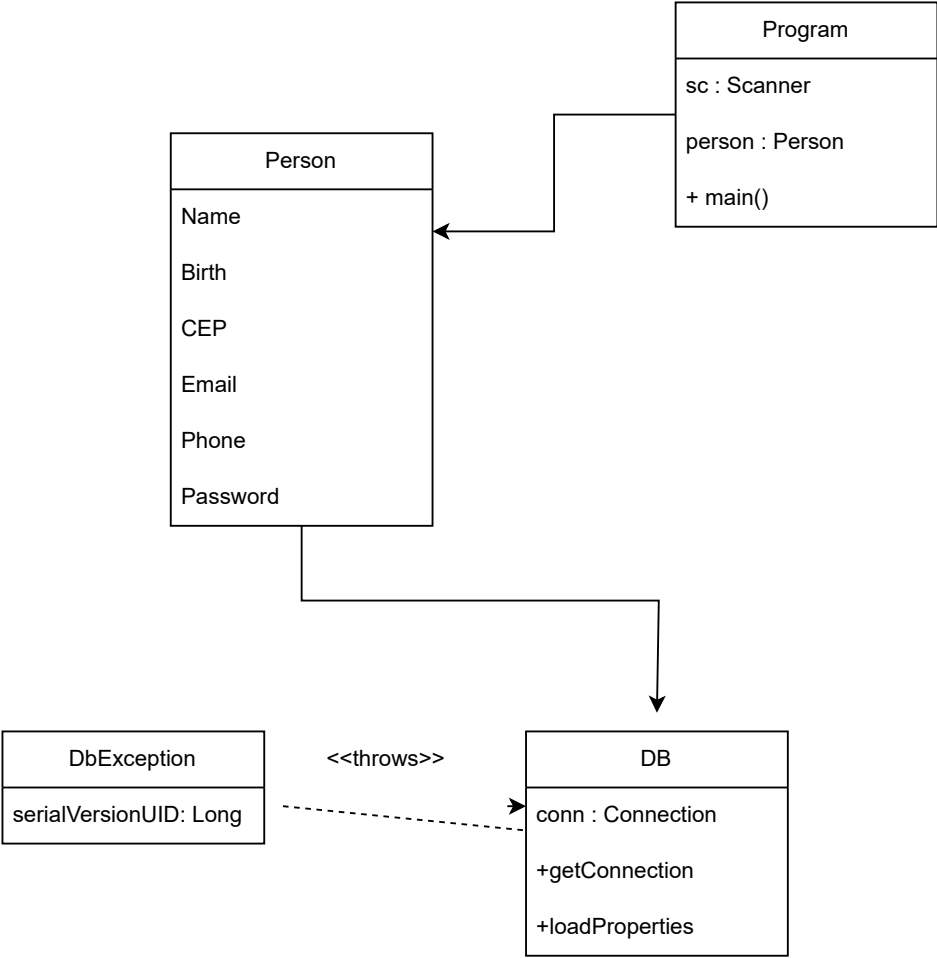 Program
sc : Scanner
person : Person
+ main()
Person
Name
Birth
CEP
Email
Phone
Password
DbException
serialVersionUID: Long
<<throws>>
DB
conn : Connection
+getConnection
+loadProperties